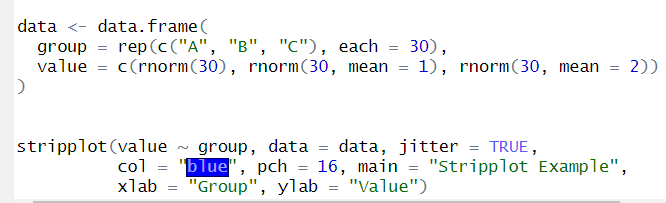 data <- data.frame(
  group = rep(c("A", "B", "C"), each = 30),
  value = c(rnorm(30), rnorm(30, mean = 1), rnorm(30, mean = 2))
)
stripplot(value ~ group, data = data, jitter = TRUE,
          col = "blue", pch = 16, main = "Stripplot Example",
          xlab = "Group", ylab = "Value")